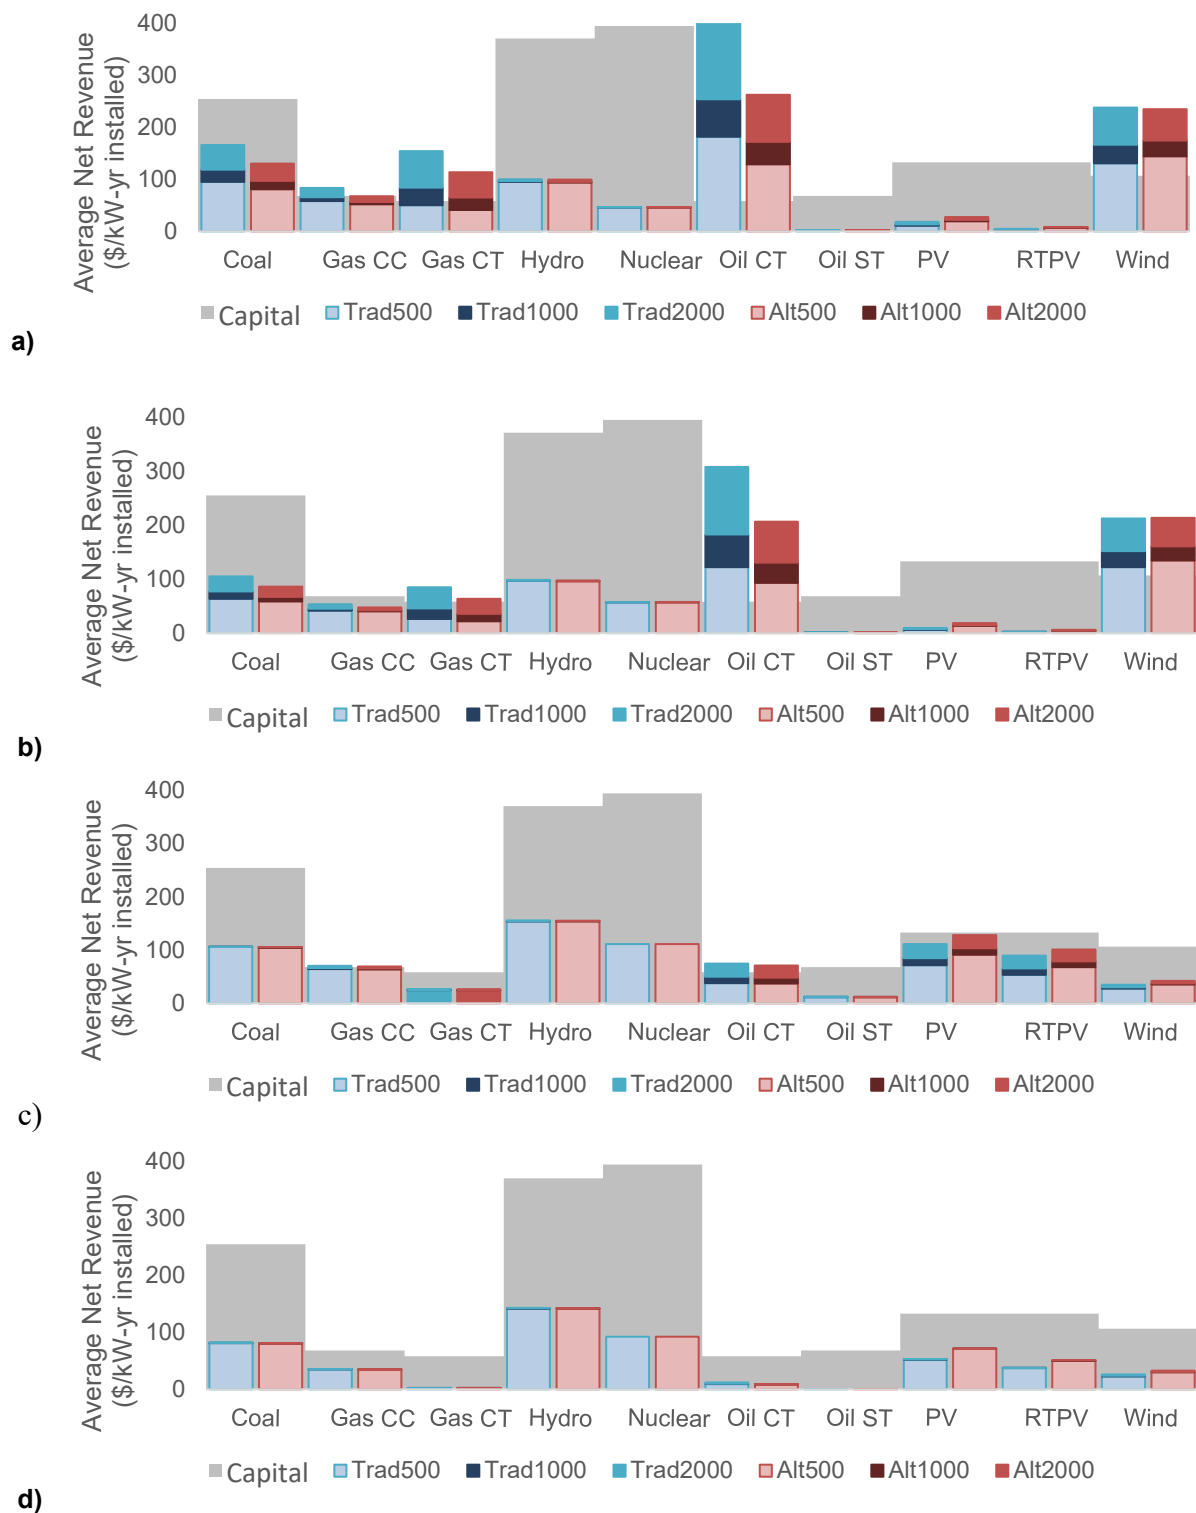 Average Net Revenue
($/kW-yr installed)
400
300
200
100
0
Coal Gas CC Gas CT Hydro Nuclear Oil CT Oil ST PV RTPV Wind
Capital Trad500 Trad1000 Trad2000 Alt500 Alt1000 Alt2000
a)
Average Net Revenue
($/kW-yr installed)
400
300
200
100
0
Coal Gas CC Gas CT Hydro Nuclear Oil CT Oil ST PV RTPV Wind
Capital Trad500 Trad1000 Trad2000 Alt500 Alt1000 Alt2000
b)
Average Net Revenue
($/kW-yr installed)
400
300
200
100
0
Coal Gas CC Gas CT Hydro Nuclear Oil CT Oil ST PV RTPV Wind
Capital Trad500 Trad1000 Trad2000 Alt500 Alt1000 Alt2000
c)
Average Net Revenue
($/kW-yr installed)
400
300
200
100
0
Coal Gas CC Gas CT Hydro Nuclear Oil CT Oil ST PV RTPV Wind
Capital Trad500 Trad1000 Trad2000 Alt500 Alt1000 Alt2000
d)